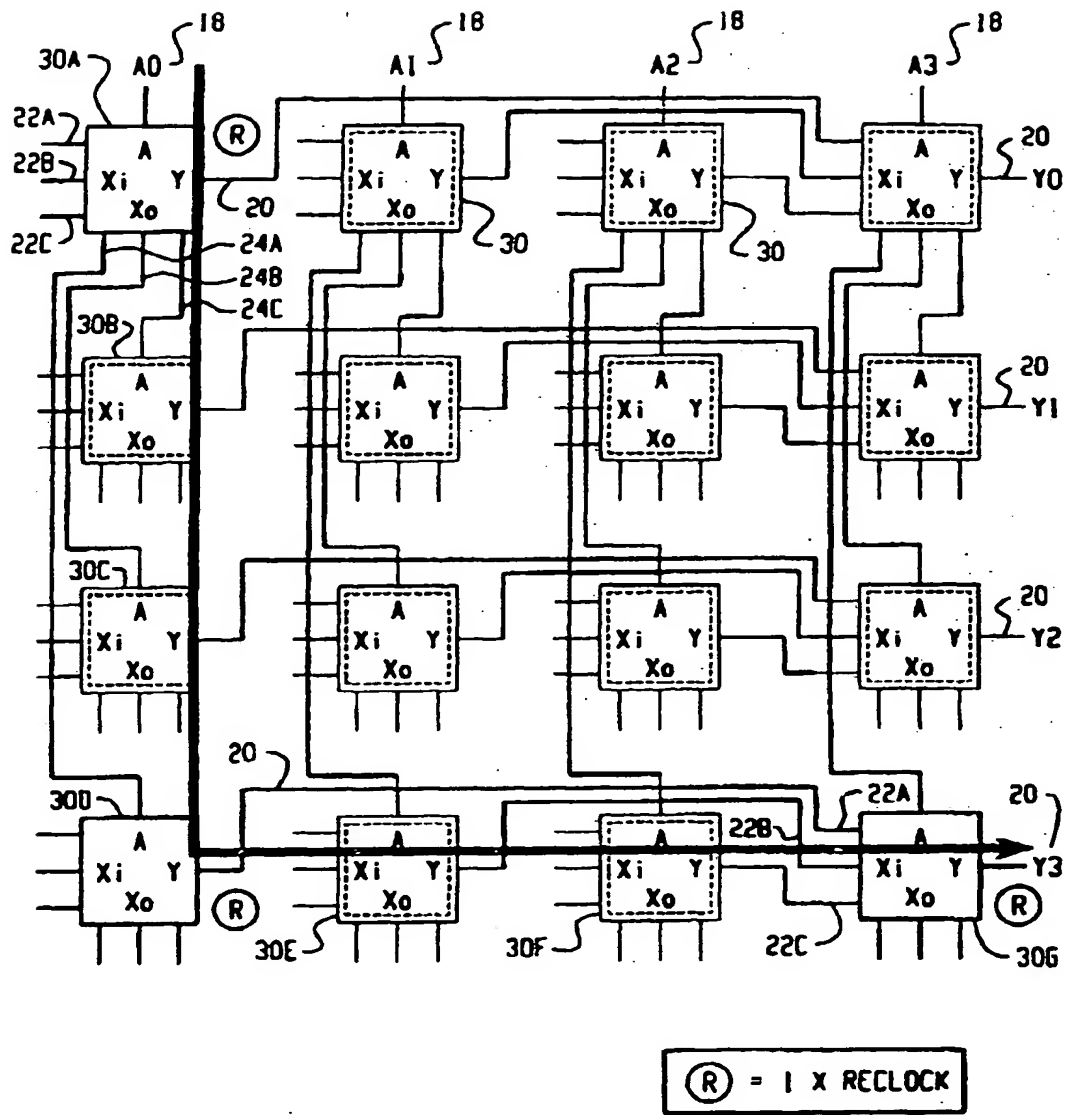 18 18 18 18
30A A0 A1 A2 A3
22A R 20
22B A A A A
Xi Y Xi Y Xi Y Xi Y Y0
Xo Xo Xo Xo
22C 20 30 30
24A
24B
24C
30B 20
A A A A
Xi Y Xi Y Xi Y Xi Y Y1
Xo Xo Xo Xo
30C 20
A A A A
Xi Y Xi Y Xi Y Xi Y Y2
Xo Xo Xo Xo
20
30D 22A 20
22B
A A A A
Xi Y Xi Y Xi Y Xi Y Y3
Xo R Xo Xo Xo R
30E 30F 22C 30G
R = 1 X RECLOCK